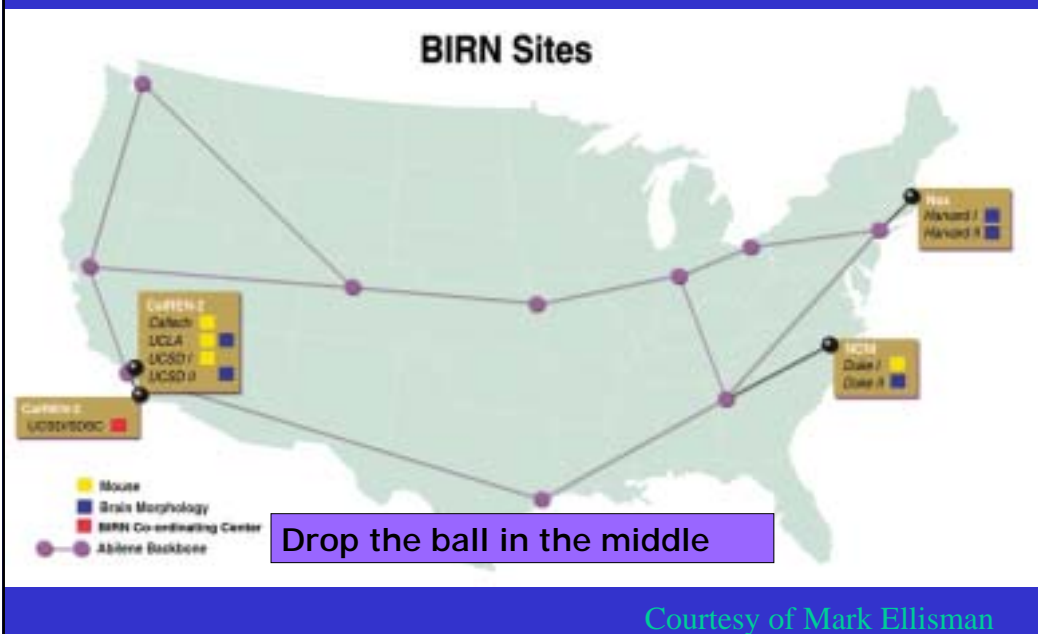 BIRN Sites
Harvard I
Harvard II
CalREN-2
Caltech
UCLA
UCSD I
UCSD II
Duke I
Duke II
CalREN-2
UCSD/SDSC
Mouse
Brain Morphology
BIRN Co-ordinating Center
Abilene Backbone
Drop the ball in the middle
Courtesy of Mark Ellisman